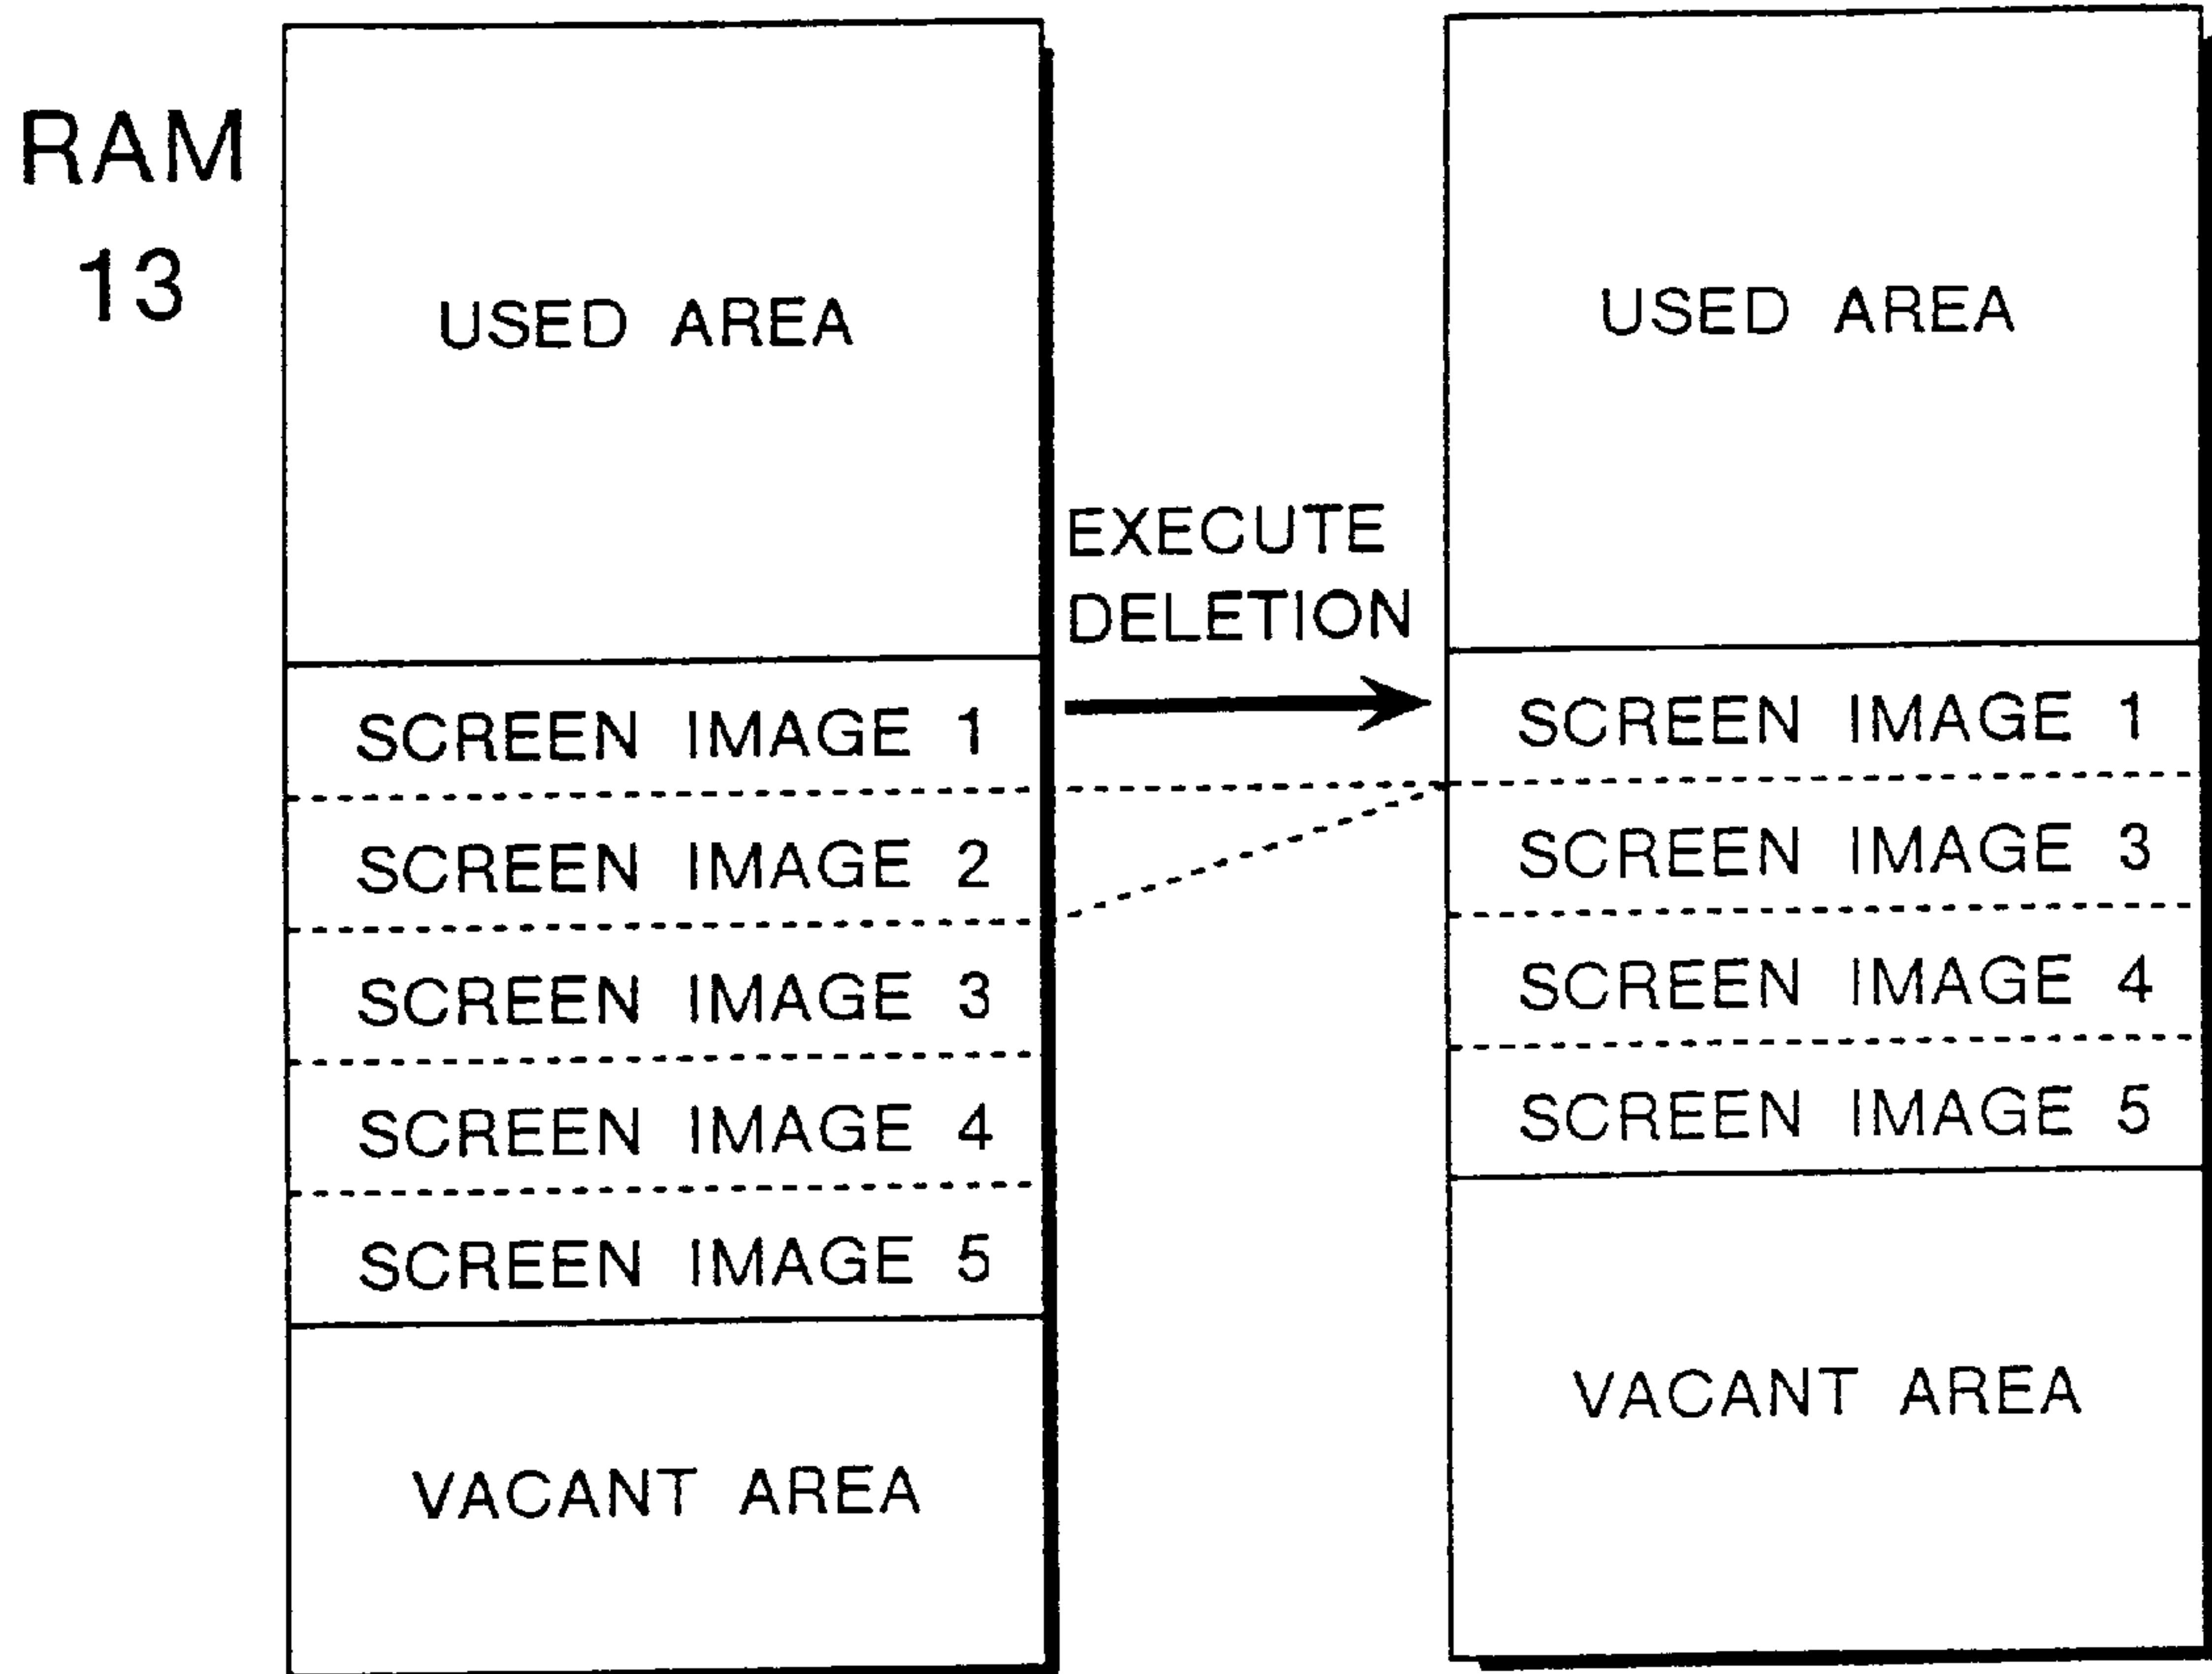 RAM
13
USED AREA
SCREEN IMAGE 1
SCREEN IMAGE 2
SCREEN IMAGE 3
SCREEN IMAGE 4
SCREEN IMAGE 5
VACANT AREA
EXECUTE
DELETION
USED AREA
SCREEN IMAGE 1
SCREEN IMAGE 3
SCREEN IMAGE 4
SCREEN IMAGE 5
VACANT AREA